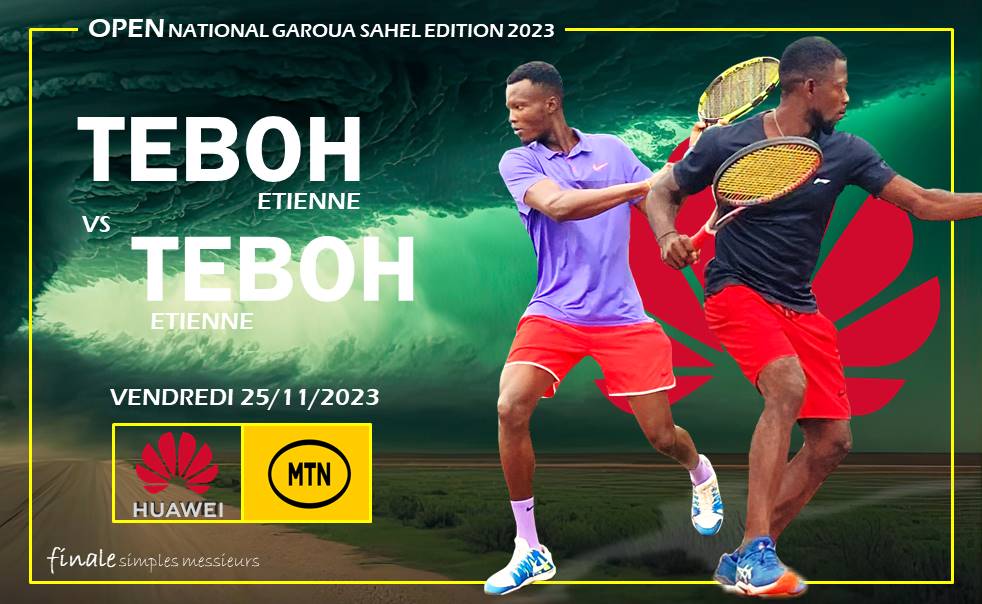 OPEN NATIONAL GAROUA SAHEL EDITION 2023
TEBOH
ETIENNE
VS
TEBOH
ETIENNE
VENDREDI 25/11/2023
HUAWEI
MTN
finale simples messieurs